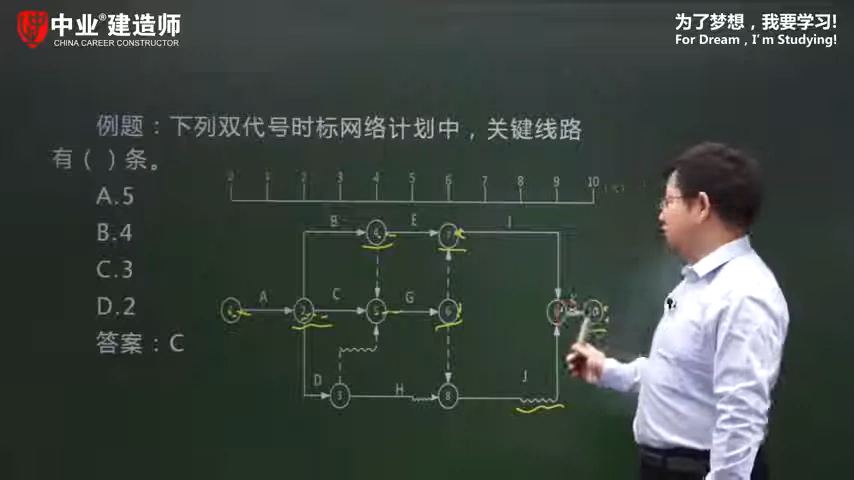 中业®建造师
CHINA CAREER CONSTRUCTOR
为了梦想，我要学习!
For Dream , I'm Studying!
例题：下列双代号时标网络计划中，关键线路
有（ ）条。
A.5
B.4
C.3
D.2
答案：C
0 1 2 3 4 5 6 7 8 9 10
B E I
4 7
A C G
1 2 5 6 9 10
D H J
3 8